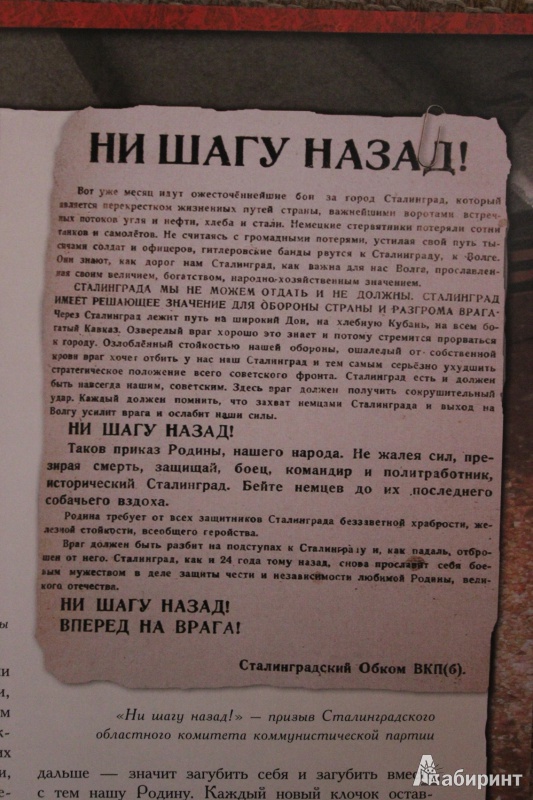 НИ ШАГУ НАЗАД!
Вот уже месяц идут ожесточённейшие бои за город Сталинград, который
является перекрестком жизненных путей страны, важнейшими воротами встреч-
ных потоков угля и нефти, хлеба и стали. Немецкие стервятники потеряли сотни
танков и самолётов. Не считаясь с громадными потерями, устилая свой путь ты-
сячами солдат и офицеров, гитлеровские банды рвутся к Сталинграду, к Волге.
Они знают, как дорог нам Сталинград, как важна для нас Волга, прославлен-
ная своим величием, богатством, народно-хозяйственным значением.
СТАЛИНГРАДА МЫ НЕ МОЖЕМ ОТДАТЬ И НЕ ДОЛЖНЫ. СТАЛИНГРАД
ИМЕЕТ РЕШАЮЩЕЕ ЗНАЧЕНИЕ ДЛЯ ОБОРОНЫ СТРАНЫ И РАЗГРОМА ВРАГА-
Через Сталинград лежит путь на широкий Дон, на хлебную Кубань, на всем бо-
гатый Кавказ. Озверелый враг хорошо это знает и потому стремится прорваться
к городу. Озлоблённый стойкостью нашей обороны, ошалелый от собственной
крови враг хочет отбить у нас наш Сталинград и тем самым серьёзно ухудшить
стратегическое положение всего советского фронта. Сталинград есть и должен
быть навсегда нашим, советским. Здесь враг должен получить сокрушительный
удар. Каждый должен помнить, что захват немцами Сталинграда и выход на
Волгу усилит врага и ослабит наши силы.
НИ ШАГУ НАЗАД!
Таков приказ Родины, нашего народа. Не жалея сил, пре-
зирая смерть, защищай, боец, командир и политработник,
исторический Сталинград. Бейте немцев до их последнего
собачьего вздоха.
Родина требует от всех защитников Сталинграда беззаветной храбрости, же-
лезной стойкости, всеобщего геройства.
Враг должен быть разбит на подступах к Сталинграду и, как падаль, отбро-
шен от него. Сталинград, как и 24 года тому назад, снова прославит себя бое-
вым мужеством в деле защиты чести и независимости любимой Родины, вели-
кого отечества.
НИ ШАГУ НАЗАД!
ВПЕРЕД НА ВРАГА!
Сталинградский Обком ВКП(б).
«Ни шагу назад!» — призыв Сталинградского
областного комитета коммунистической партии
дальше — значит загубить себя и загубить вместе
с тем нашу Родину. Каждый новый клочок остав-
ы
ли
и,
м
к-
их
и,
е-
Лабиринт